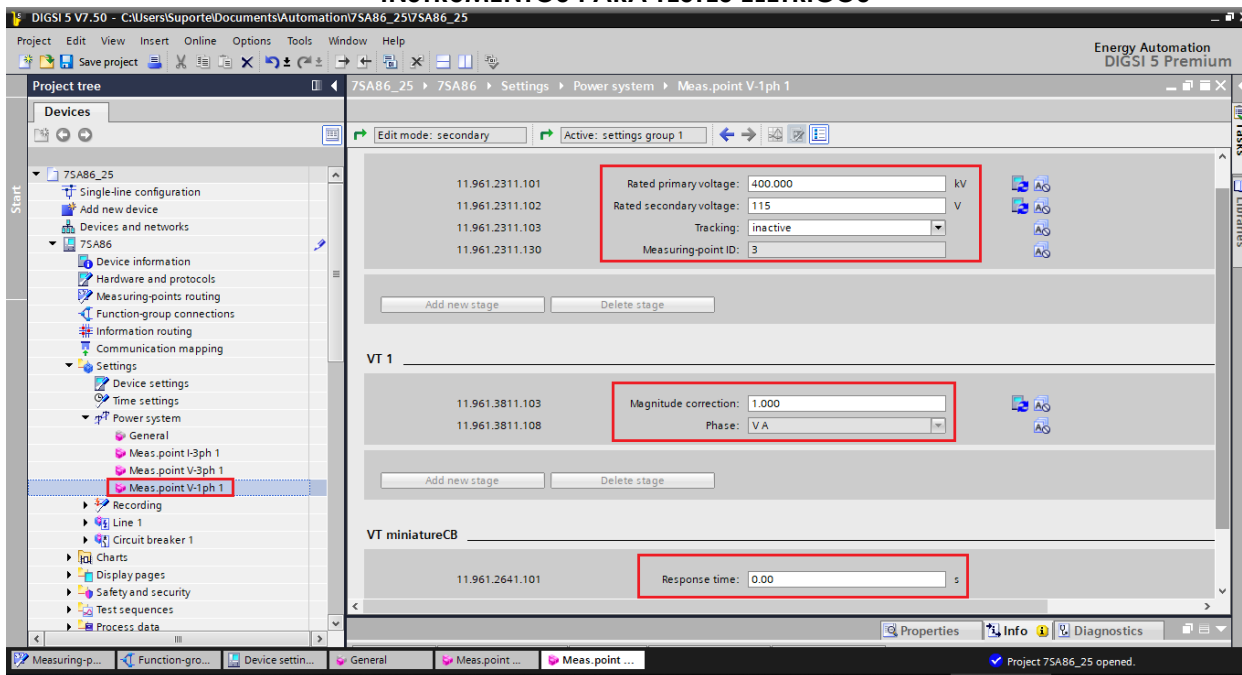 INSTRUMENTOS PARA TESTES ELÉTRICOS
DIGSI 5 V7.50 - C:\Users\Suporte\Documents\Automation\7SA86_25\7SA86_25
Project Edit View Insert Online Options Tools Window Help
Save project
Energy Automation
DIGSI 5 Premium
Project tree
7SA86_25 ▸ 7SA86 ▸ Settings ▸ Power system ▸ Meas.point V-1ph 1
Devices
Edit mode: secondary
Active: settings group 1
Start
Tasks
Libraries
7SA86_25
Single-line configuration
Add new device
Devices and networks
7SA86
Device information
Hardware and protocols
Measuring-points routing
Function-group connections
Information routing
Communication mapping
Settings
Device settings
Time settings
Power system
General
Meas.point I-3ph 1
Meas.point V-3ph 1
Meas.point V-1ph 1
Recording
Line 1
Circuit breaker 1
Charts
Display pages
Safety and security
Test sequences
Process data
11.961.2311.101 Rated primary voltage: 400.000 kV
11.961.2311.102 Rated secondary voltage: 115 V
11.961.2311.103 Tracking: inactive
11.961.2311.130 Measuring-point ID: 3
Add new stage Delete stage
VT 1
11.961.3811.103 Magnitude correction: 1.000
11.961.3811.108 Phase: V A
Add new stage Delete stage
VT miniatureCB
11.961.2641.101 Response time: 0.00 s
Properties Info Diagnostics
Measuring-p... Function-gro... Device settin... General Meas.point ... Meas.point ... Project 7SA86_25 opened.